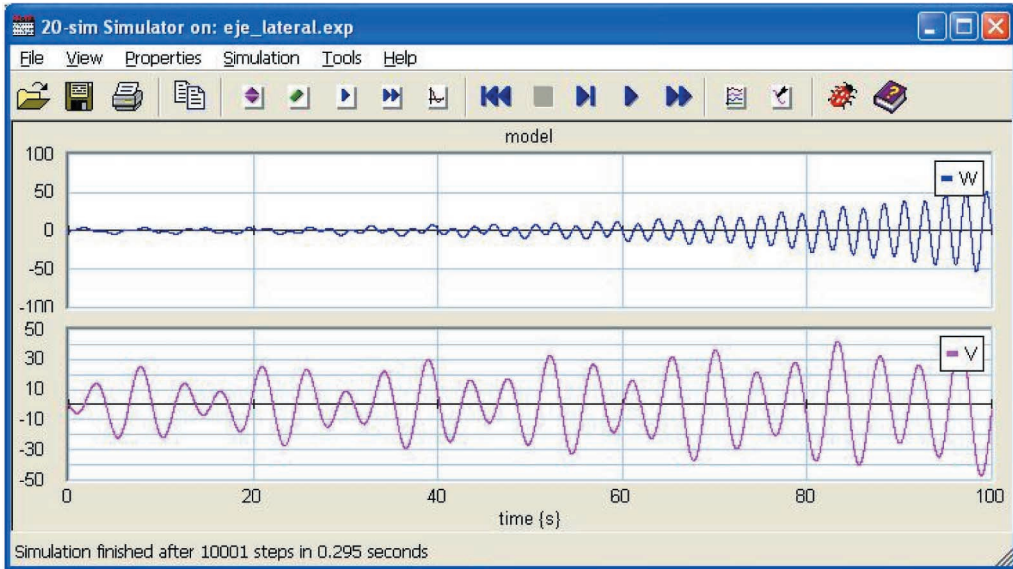 20-sim Simulator on: eje_lateral.exp
File View Properties Simulation Tools Help
model
100
50
0
-50
-100
W
50
30
10
-10
-30
-50
V
0 20 40 60 80 100
time {s}
Simulation finished after 10001 steps in 0.295 seconds